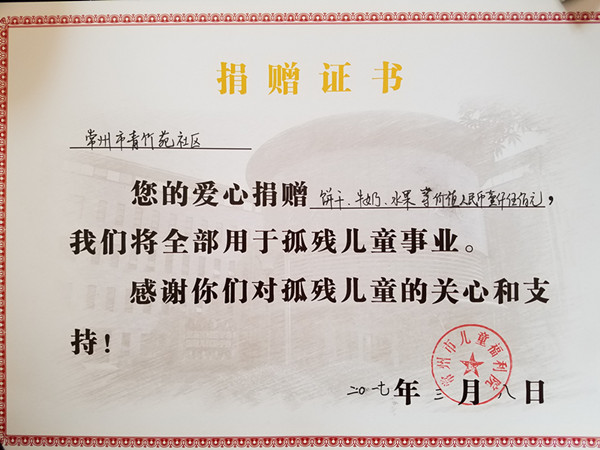 捐赠证书
常州市青竹苑社区
您的爱心捐赠 饼干、牛奶、水果等价值人民币壹仟伍佰元，
我们将全部用于孤残儿童事业。
感谢你们对孤残儿童的关心和支
持！
常州市儿童福利院
二〇一七年三月八日